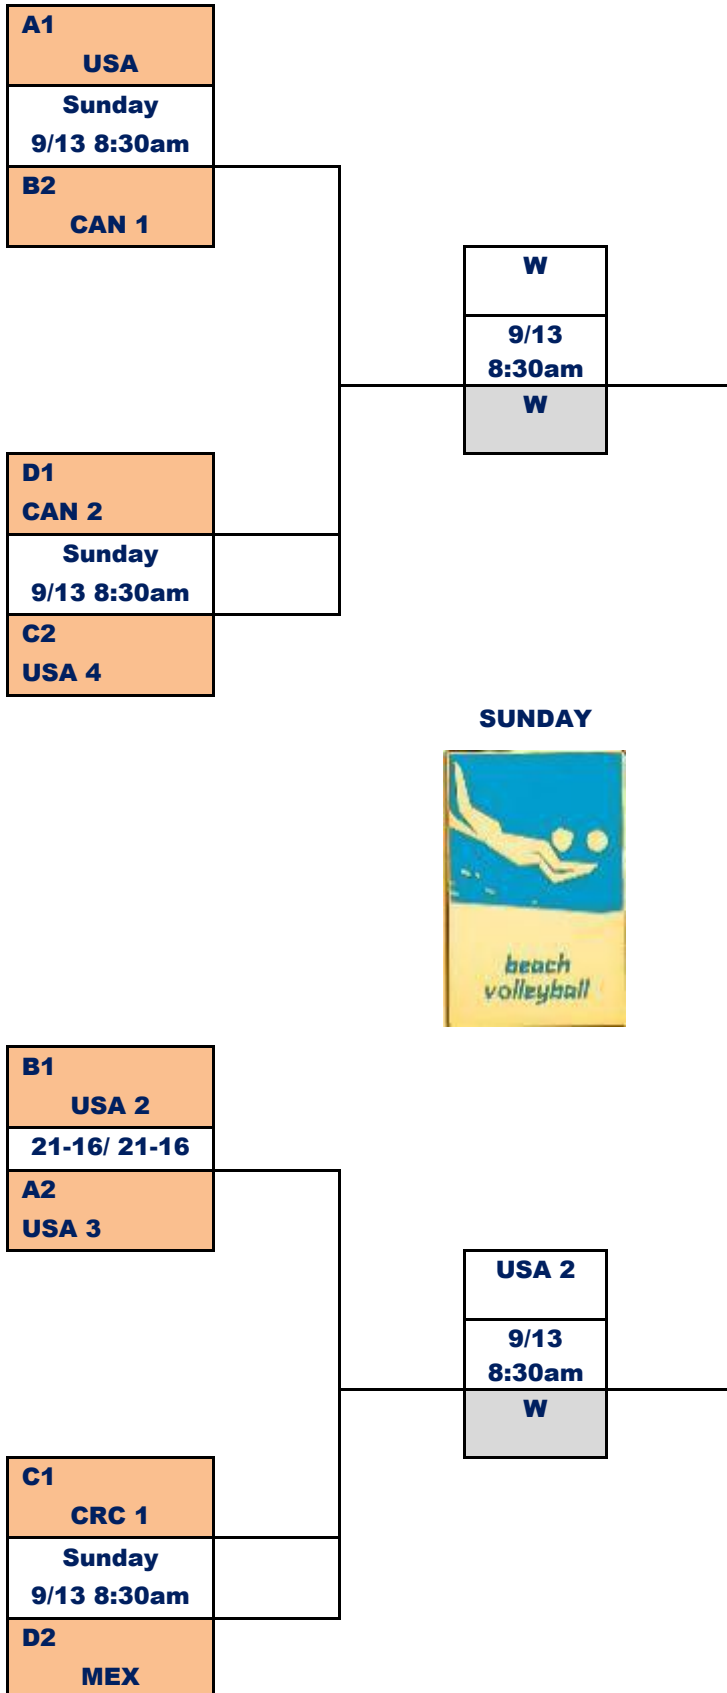 A1
USA
Sunday
9/13 8:30am
B2
CAN 1
W
9/13
8:30am
W
D1
CAN 2
Sunday
9/13 8:30am
C2
USA 4
SUNDAY
beach
volleyball
B1
USA 2
21-16/ 21-16
A2
USA 3
USA 2
9/13
8:30am
W
C1
CRC 1
Sunday
9/13 8:30am
D2
MEX